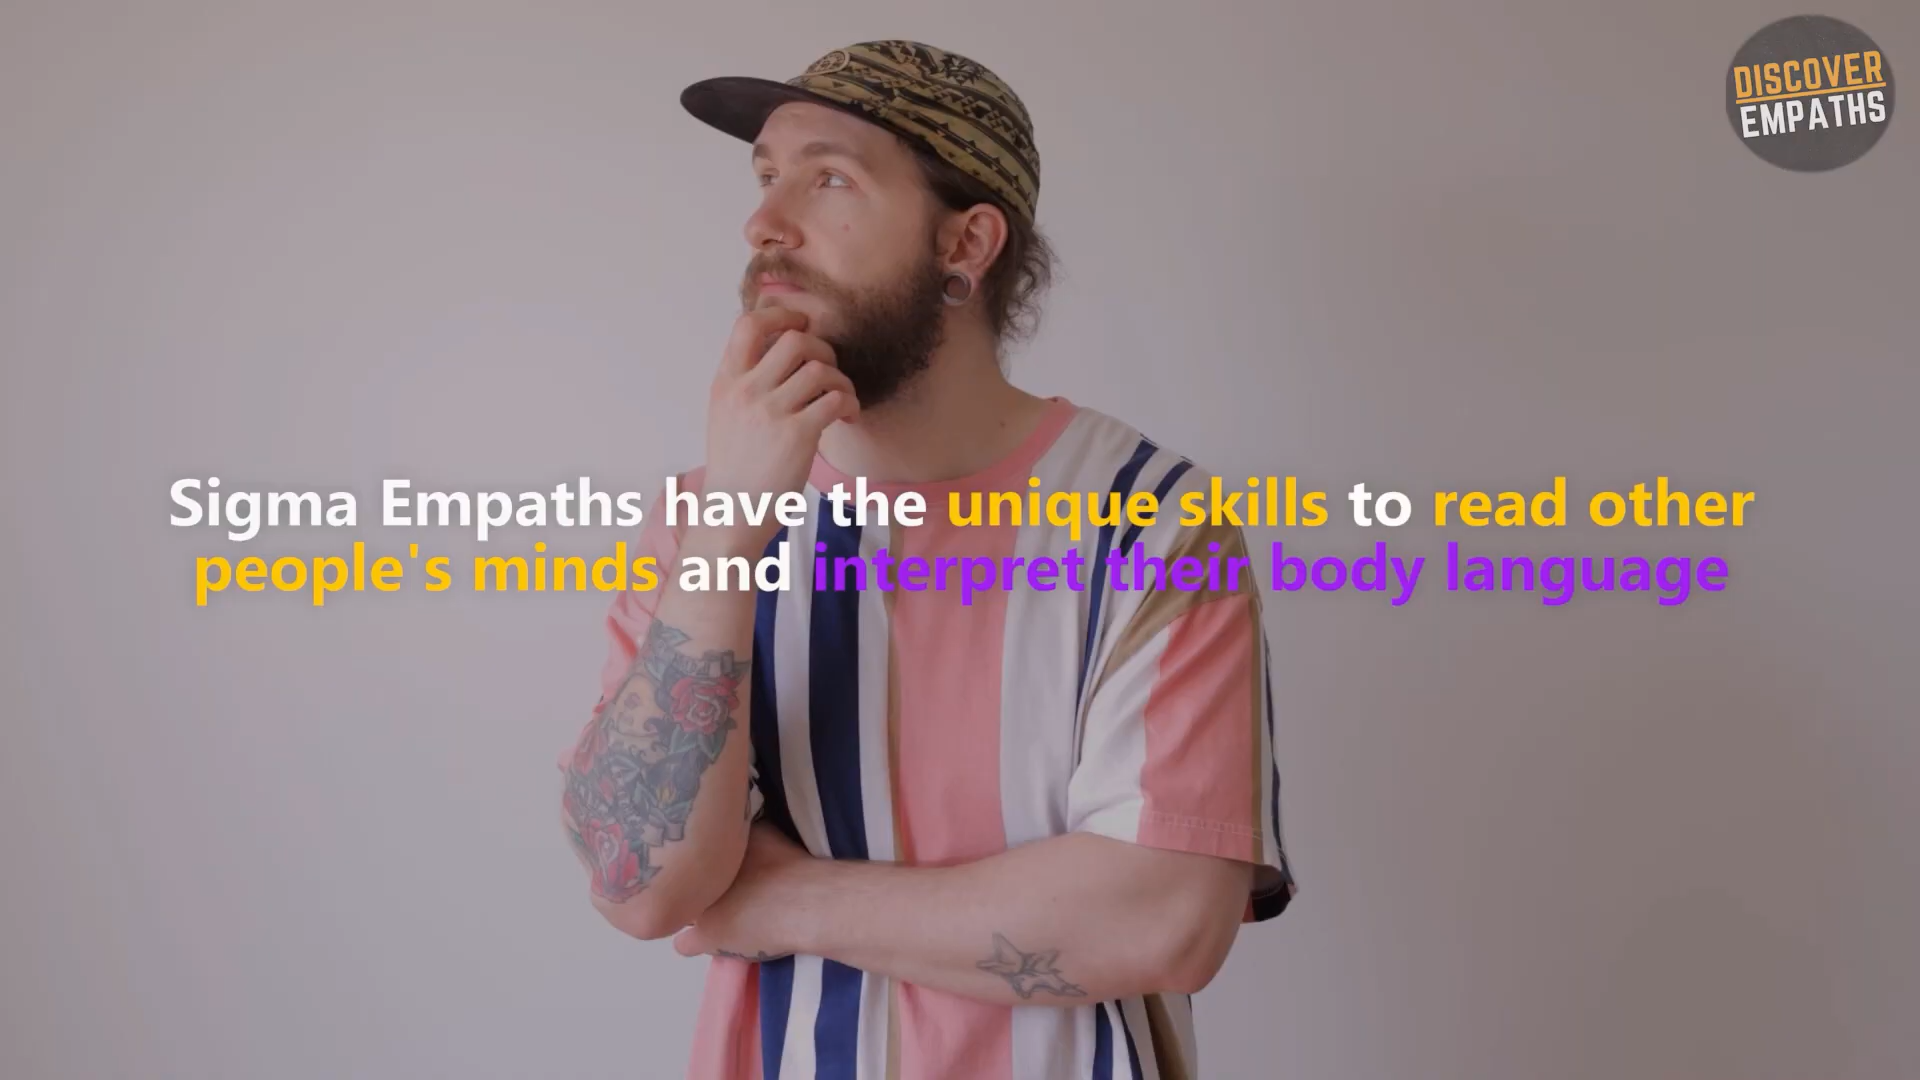 DISCOVER
EMPATHS
Sigma Empaths have the unique skills to read other
people's minds and interpret their body language